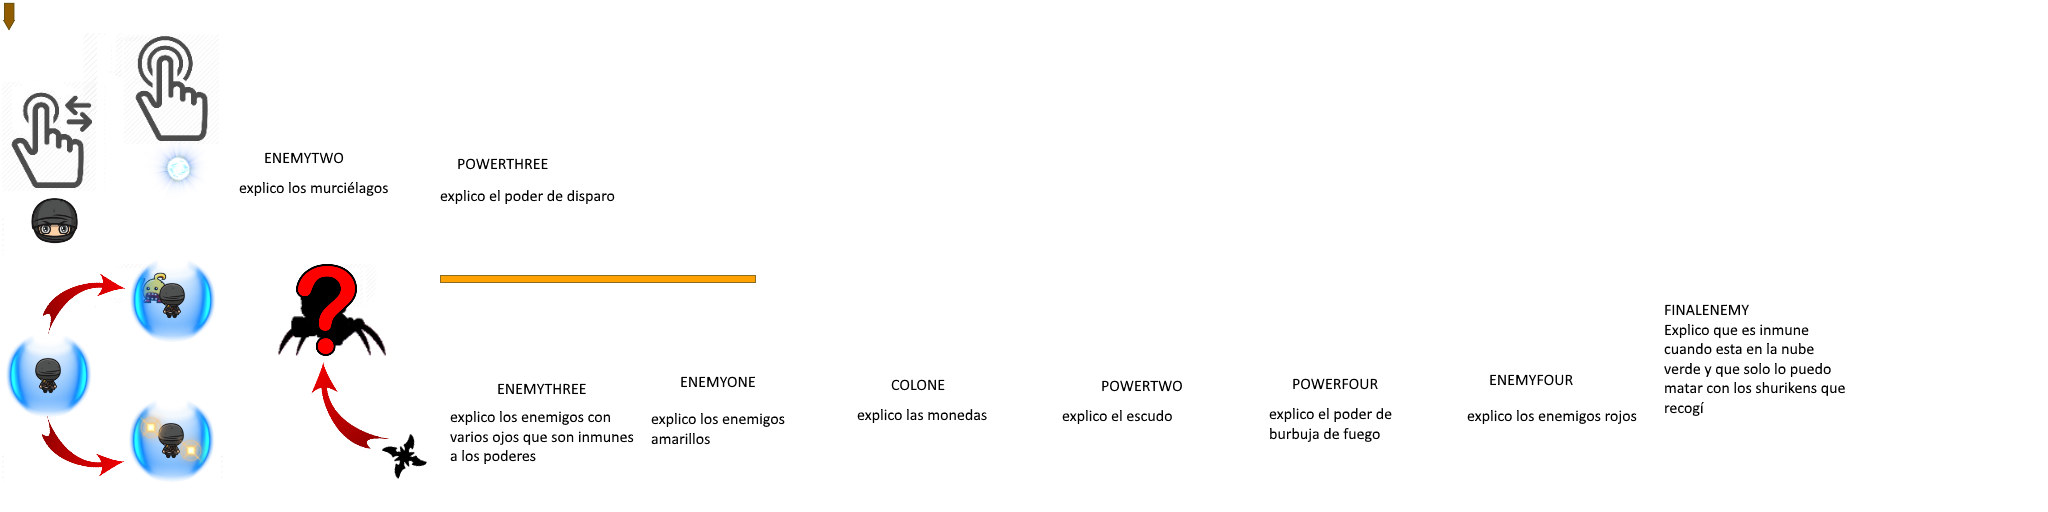 ENEMYTWO
explico los murciélagos
POWERTHREE
explico el poder de disparo
?
ENEMYTHREE
explico los enemigos con
varios ojos que son inmunes
a los poderes
ENEMYONE
explico los enemigos
amarillos
COLONE
explico las monedas
POWERTWO
explico el escudo
POWERFOUR
explico el poder de
burbuja de fuego
ENEMYFOUR
explico los enemigos rojos
FINALENEMY
Explico que es inmune
cuando esta en la nube
verde y que solo lo puedo
matar con los shurikens que
recogí